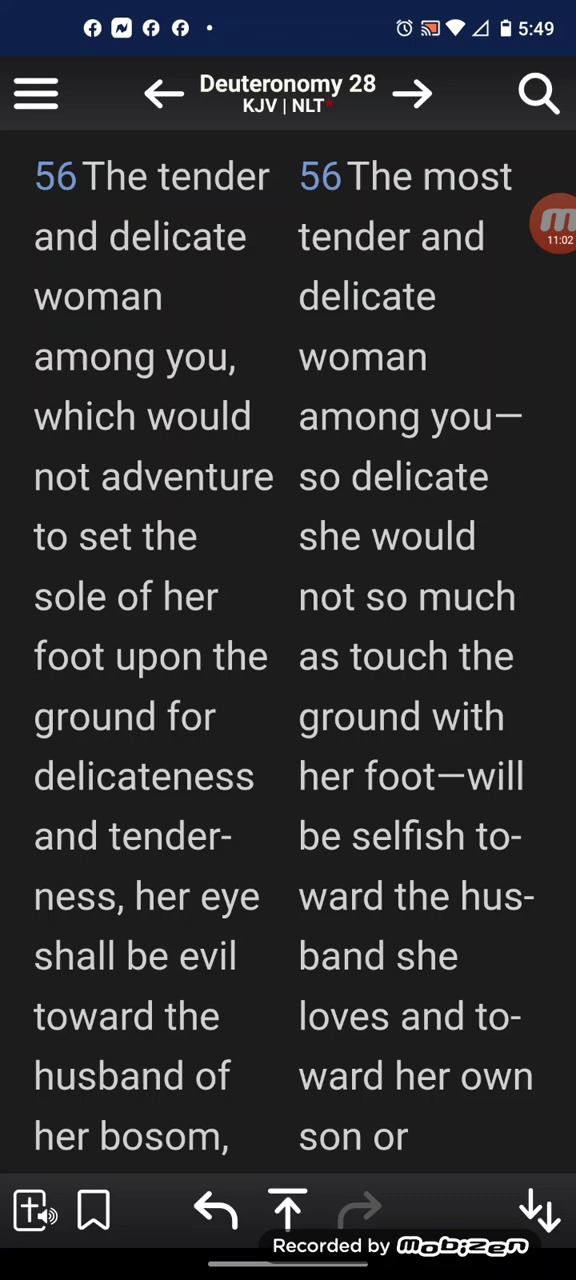 5:49
Deuteronomy 28
KJV | NLT*
11:02
56 The tender
and delicate
woman
among you,
which would
not adventure
to set the
sole of her
foot upon the
ground for
delicateness
and tender-
ness, her eye
shall be evil
toward the
husband of
her bosom,
56 The most
tender and
delicate
woman
among you—
so delicate
she would
not so much
as touch the
ground with
her foot—will
be selfish to-
ward the hus-
band she
loves and to-
ward her own
son or
Recorded by mobizen